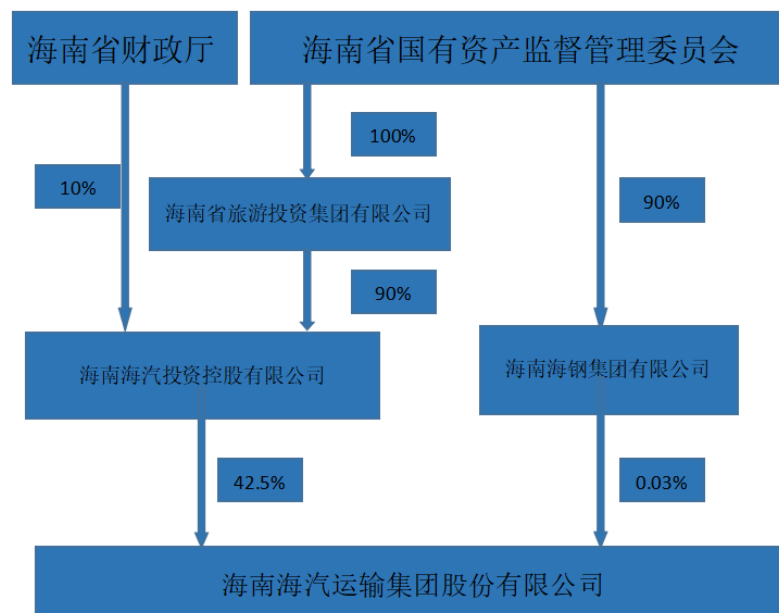 海南省财政厅
海南省国有资产监督管理委员会
100%
10%
海南省旅游投资集团有限公司
90%
90%
海南海汽投资控股有限公司
海南海钢集团有限公司
42.5%
0.03%
海南海汽运输集团股份有限公司